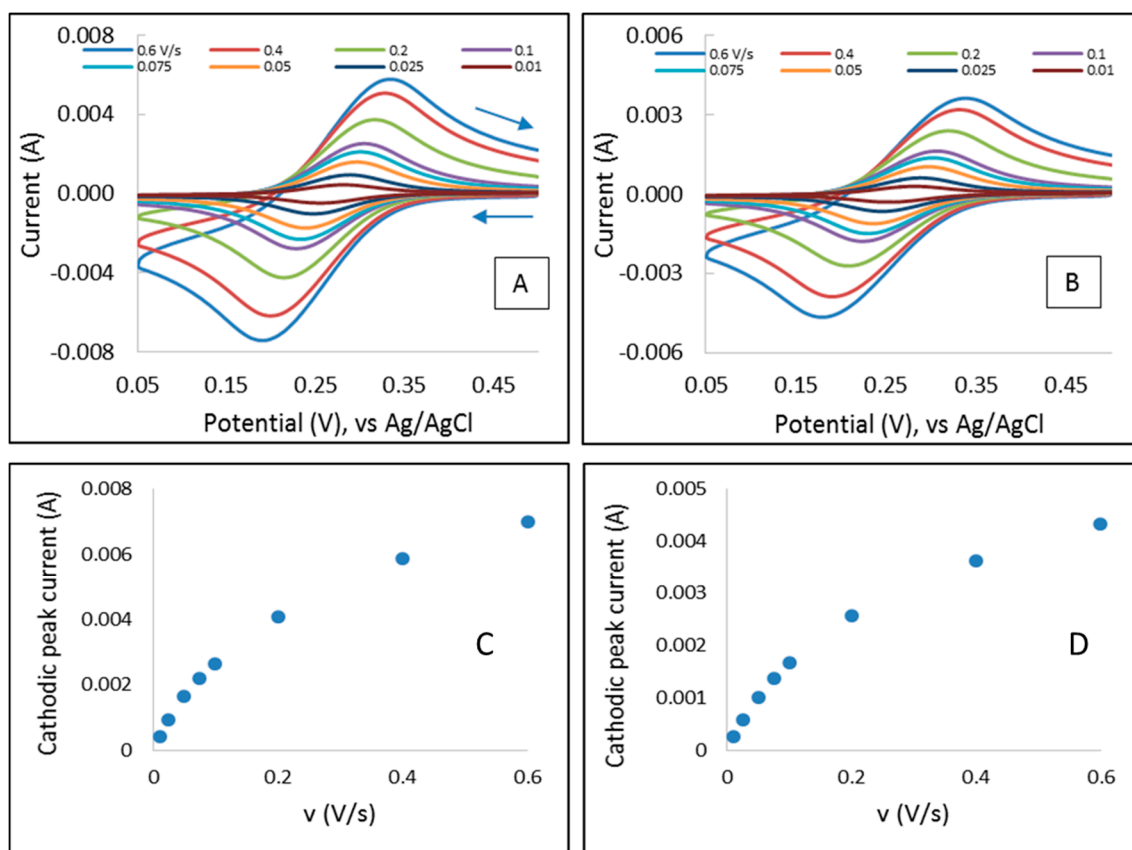 0.008
0.6 V/s 0.4 0.2 0.1
0.075 0.05 0.025 0.01
0.004
0.000
-0.004
-0.008
Current (A)
A
0.05 0.15 0.25 0.35 0.45
Potential (V), vs Ag/AgCl
0.006
0.6 V/s 0.4 0.2 0.1
0.075 0.05 0.025 0.01
0.003
0.000
-0.003
-0.006
Current (A)
B
0.05 0.15 0.25 0.35 0.45
Potential (V), vs Ag/AgCl
0.008
0.006
0.004
0.002
0
Cathodic peak current (A)
C
0 0.2 0.4 0.6
v (V/s)
0.005
0.004
0.003
0.002
0.001
0
Cathodic peak current (A)
D
0 0.2 0.4 0.6
v (V/s)